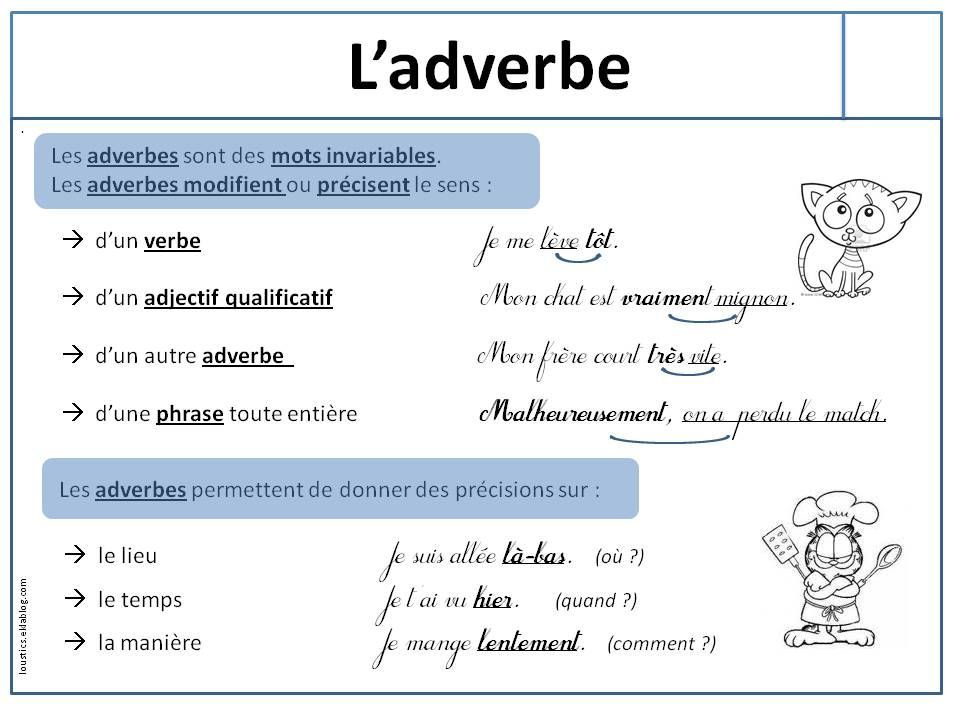 L'adverbe
.
Les adverbes sont des mots invariables.
Les adverbes modifient ou précisent le sens :
→ d'un verbe Je me lève tôt.
→ d'un adjectif qualificatif Mon chat est vraiment mignon.
→ d'un autre adverbe Mon frère court très vite.
→ d'une phrase toute entière Malheureusement, on a perdu le match.
Les adverbes permettent de donner des précisions sur :
→ le lieu Je suis allée là-bas. (où ?)
→ le temps Je t'ai vu hier. (quand ?)
→ la manière Je mange lentement. (comment ?)
loustics.eklablog.com